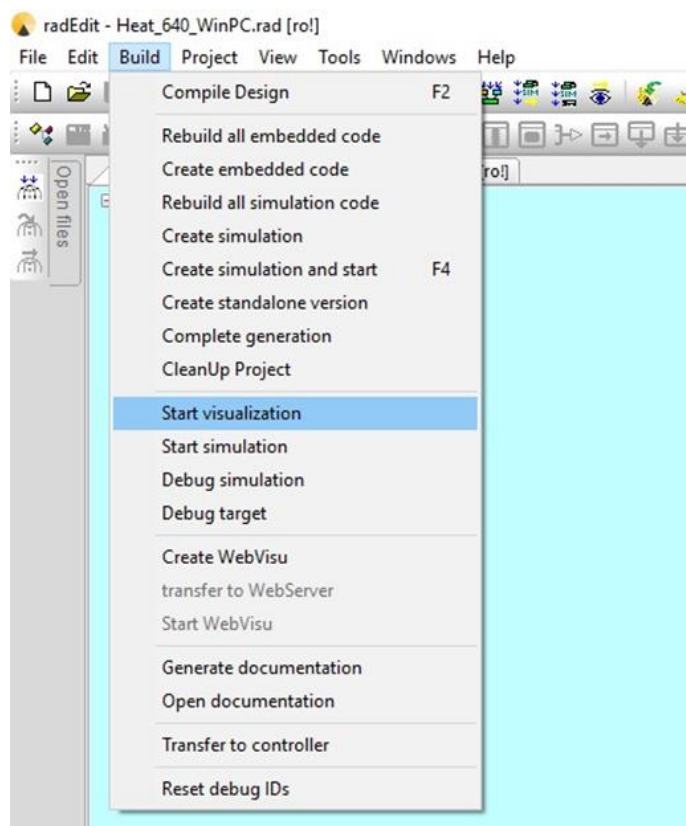 radEdit - Heat_640_WinPC.rad [ro!]
File Edit Build Project View Tools Windows Help
Compile Design F2
Rebuild all embedded code
Create embedded code
[ro!]
Open files
Rebuild all simulation code
Create simulation
Create simulation and start F4
Create standalone version
Complete generation
CleanUp Project
Start visualization
Start simulation
Debug simulation
Debug target
Create WebVisu
transfer to WebServer
Start WebVisu
Generate documentation
Open documentation
Transfer to controller
Reset debug IDs